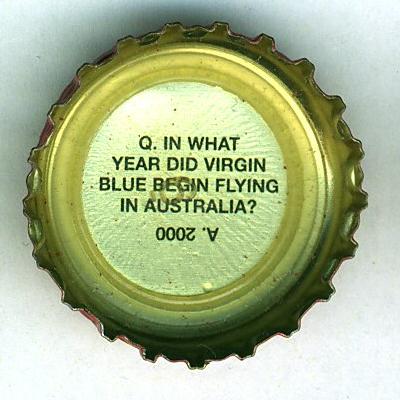 Q. IN WHAT
YEAR DID VIRGIN
BLUE BEGIN FLYING
IN AUSTRALIA?
A. 2000